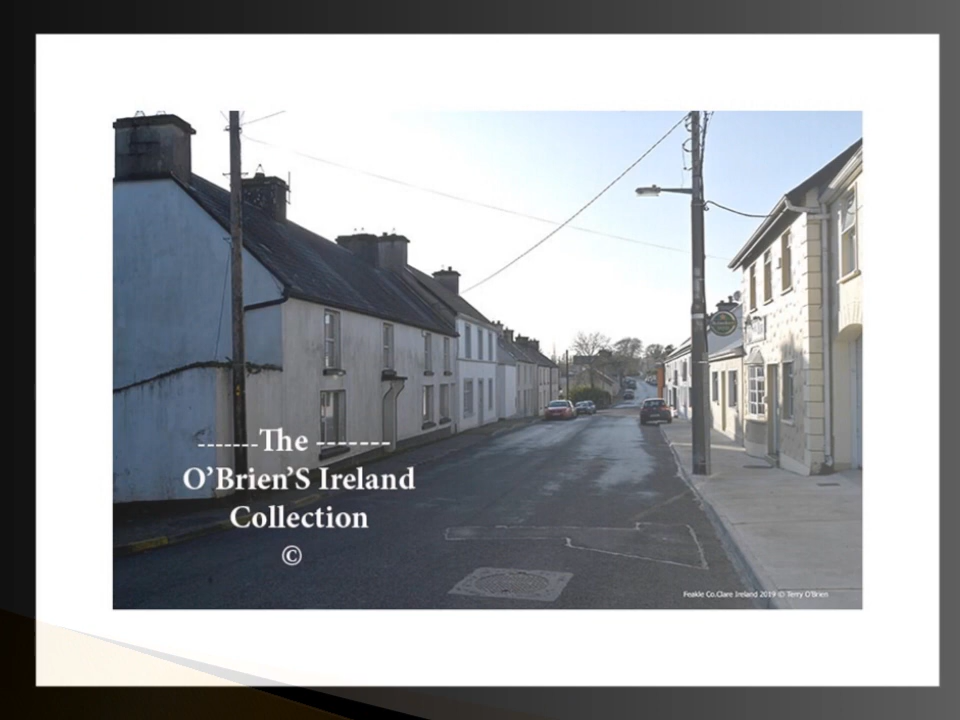 -------The -------
O'Brien'S Ireland
Collection
©
Feakle Co.Clare Ireland 2019 © Terry O'Brien